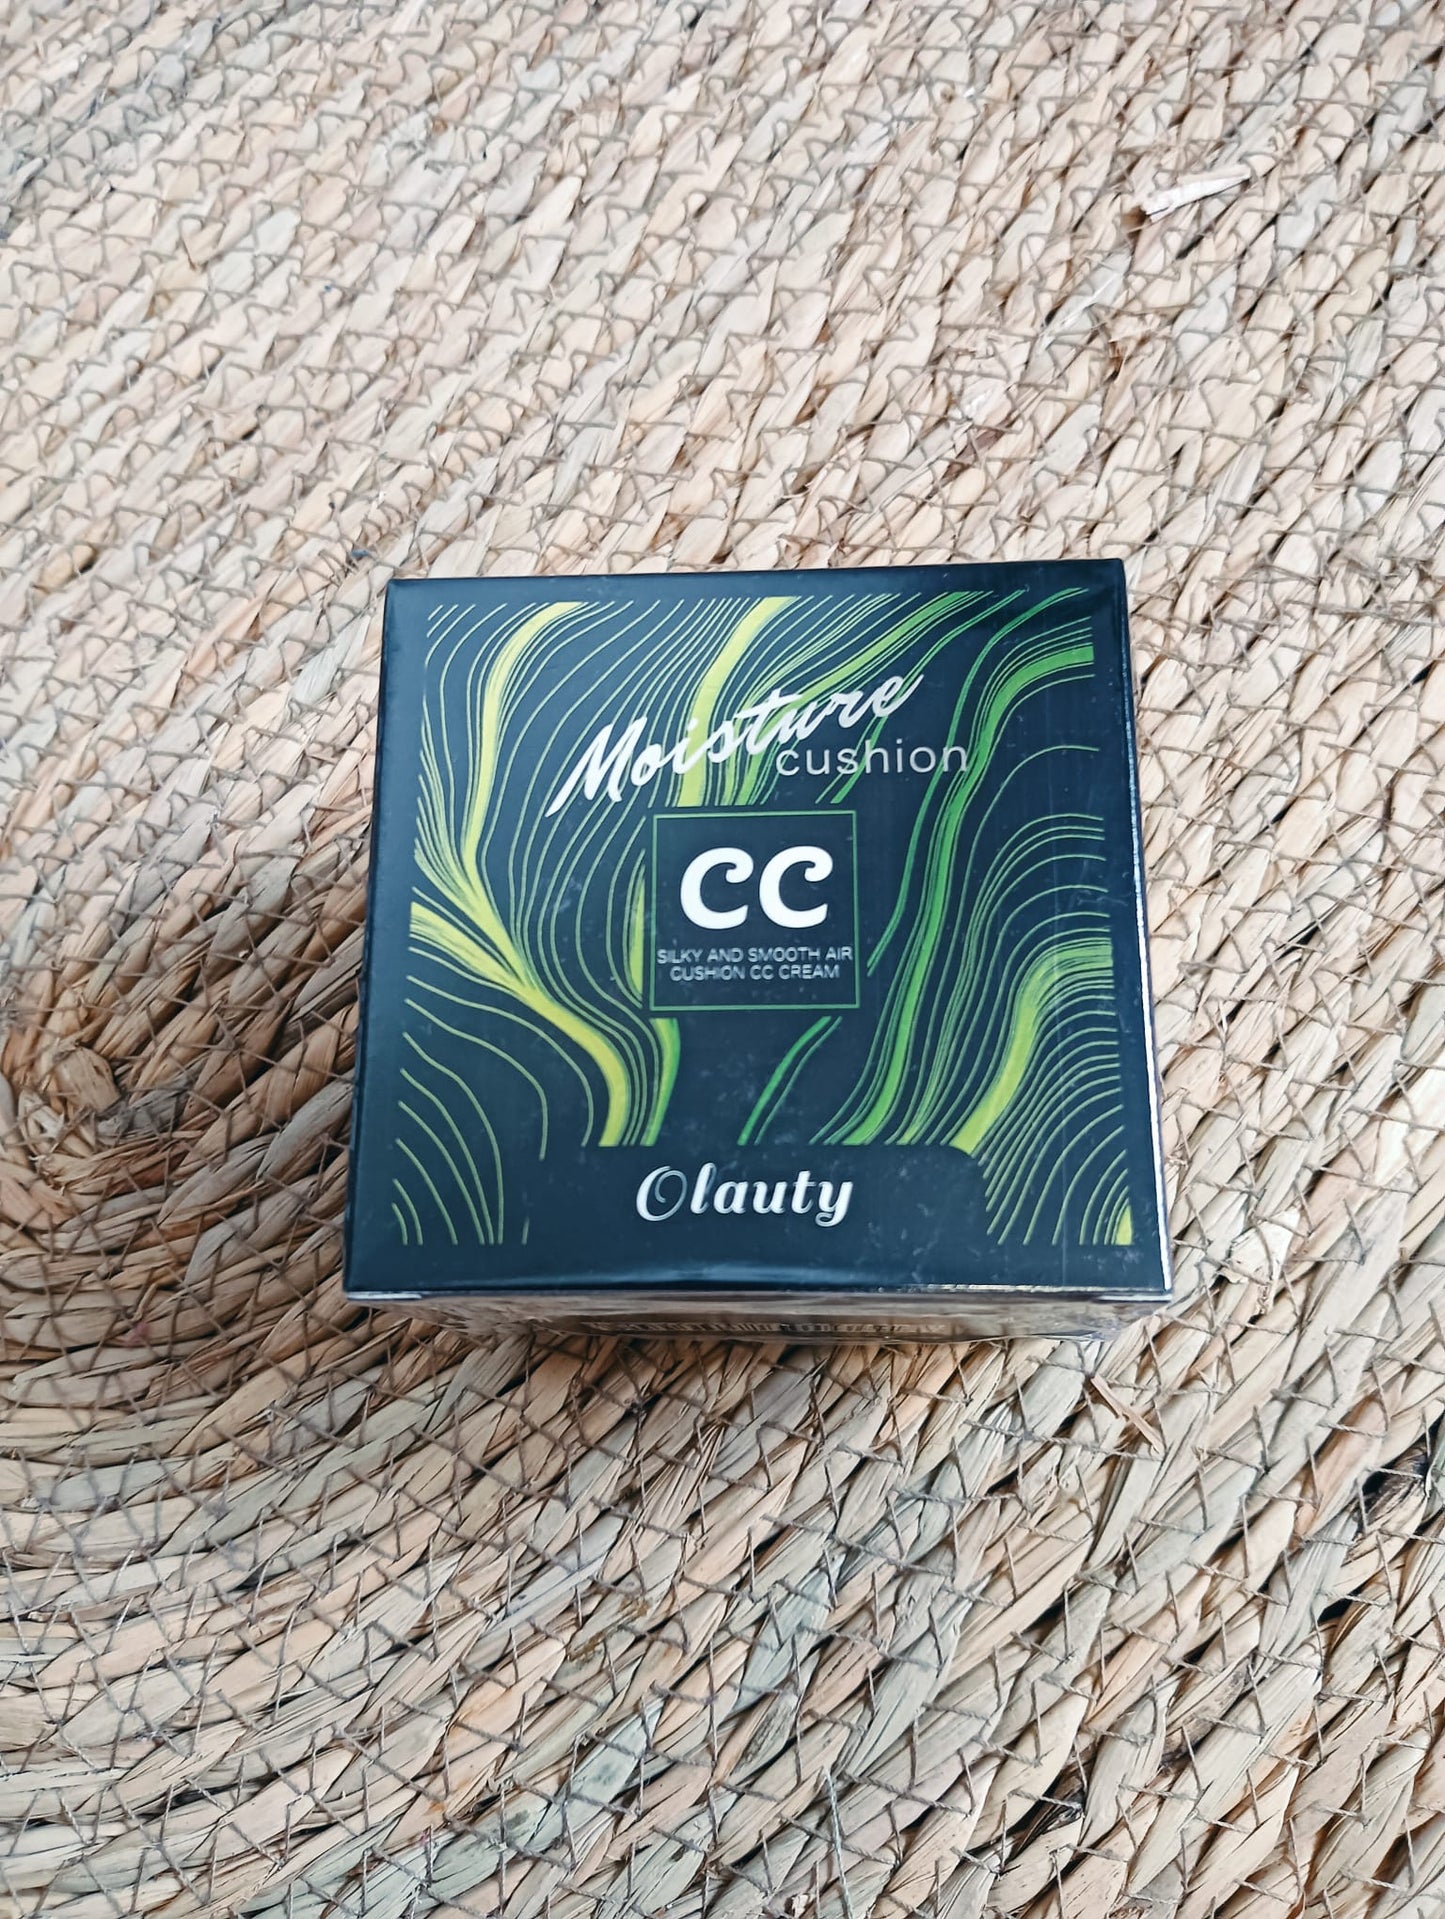 Moisture
cushion
CC
SILKY AND SMOOTH AIR
CUSHION CC CREAM
Olauty